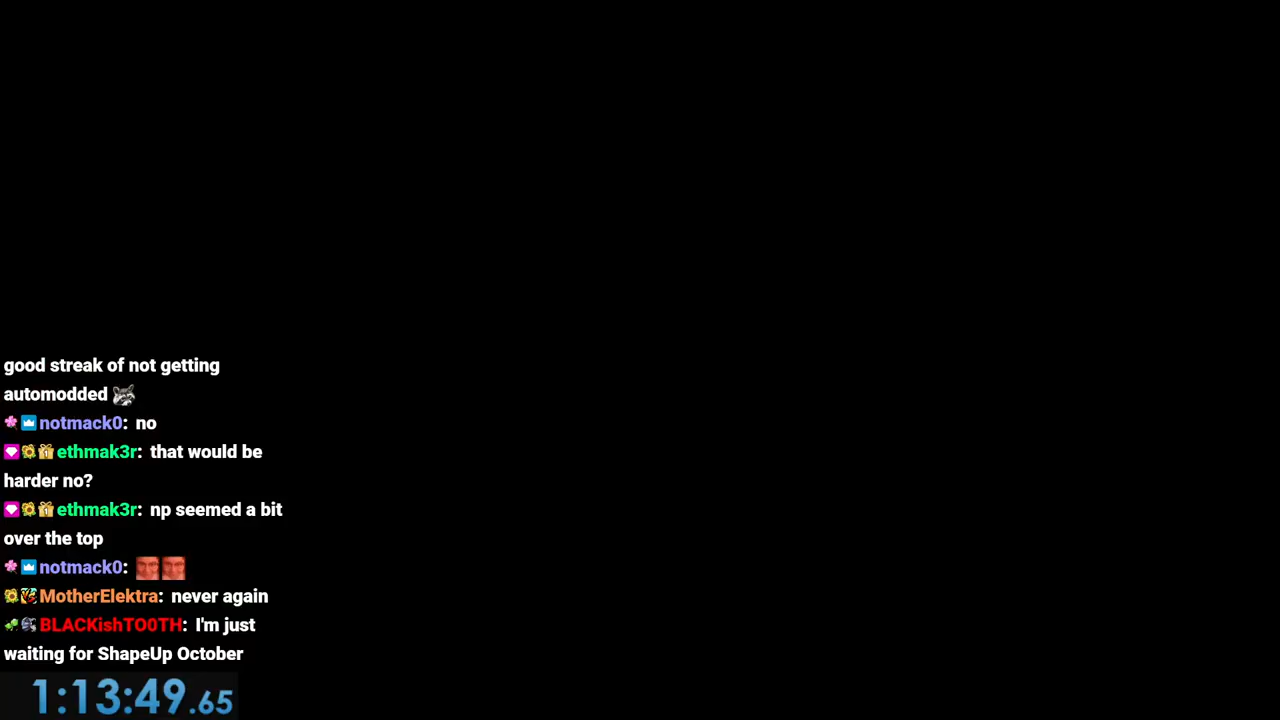 good streak of not getting
automodded
notmack0: no
ethmak3r: that would be
harder no?
ethmak3r: np seemed a bit
over the top
notmack0:
MotherElektra: never again
BLACKishTO0TH: I'm just
waiting for ShapeUp October
1:13:49.65